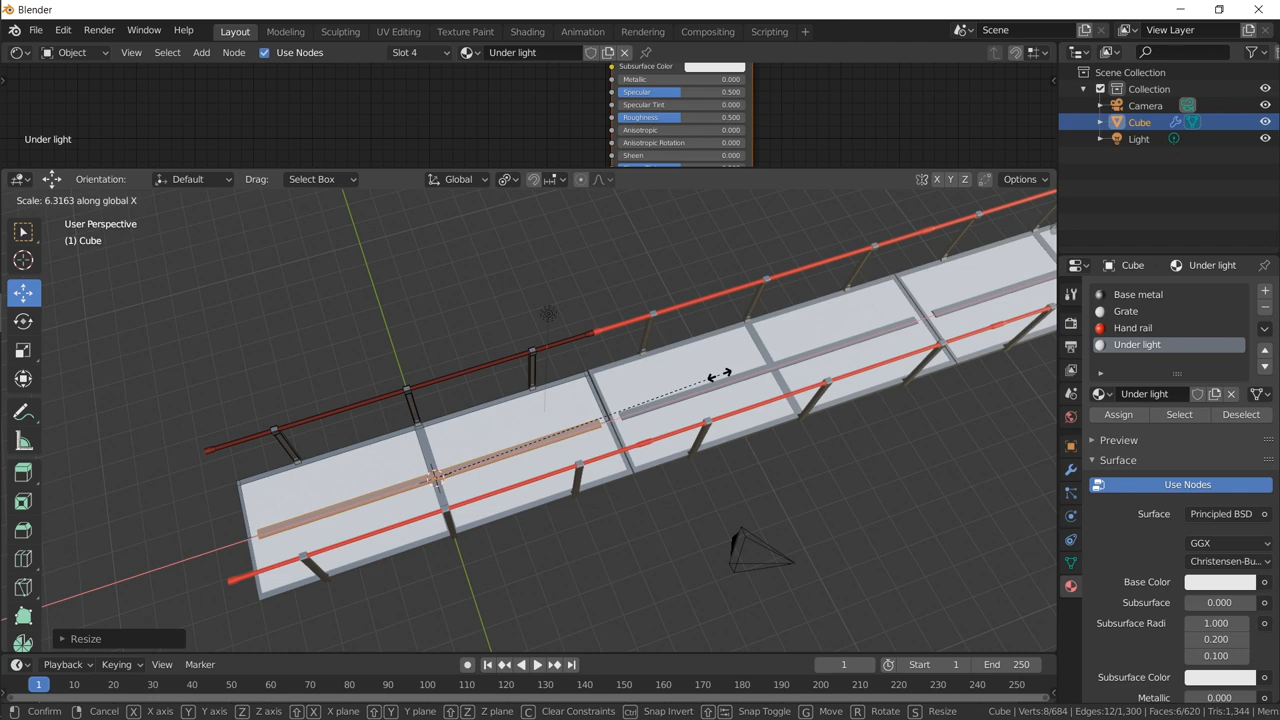 Blender
File Edit Render Window Help Layout Modeling Sculpting UV Editing Texture Paint Shading Animation Rendering Compositing Scripting + Scene View Layer
Object View Select Add Node Use Nodes Slot 4 Under light
Subsurface Color
Metallic 0.000
Specular 0.500
Specular Tint 0.000
Roughness 0.500
Anisotropic 0.000
Anisotropic Rotation 0.000
Sheen 0.000
Under light
Scene Collection
Collection
Camera
Cube
Light
Orientation: Default Drag: Select Box Global X Y Z Options
Scale: 6.3163 along global X
User Perspective
(1) Cube
Cube Under light
Base metal
Grate
Hand rail
Under light
Under light
Assign Select Deselect
Preview
Surface
Use Nodes
Surface Principled BSD
GGX
Christensen-Bu...
Base Color
Subsurface 0.000
Subsurface Radi 1.000
0.200
0.100
Subsurface Color
Metallic 0.000
Resize
Playback Keying View Marker 1 Start 1 End 250
1 10 20 30 40 50 60 70 80 90 100 110 120 130 140 150 160 170 180 190 200 210 220 230 240 250
Confirm Cancel X X axis Y Y axis Z Z axis X X plane Y Y plane Z Z plane C Clear Constraints Ctrl Snap Invert Snap Toggle G Move R Rotate S Resize Cube | Verts:8/684 | Edges:12/1,300 | Faces:6/620 | Tris:1,344 | Mem